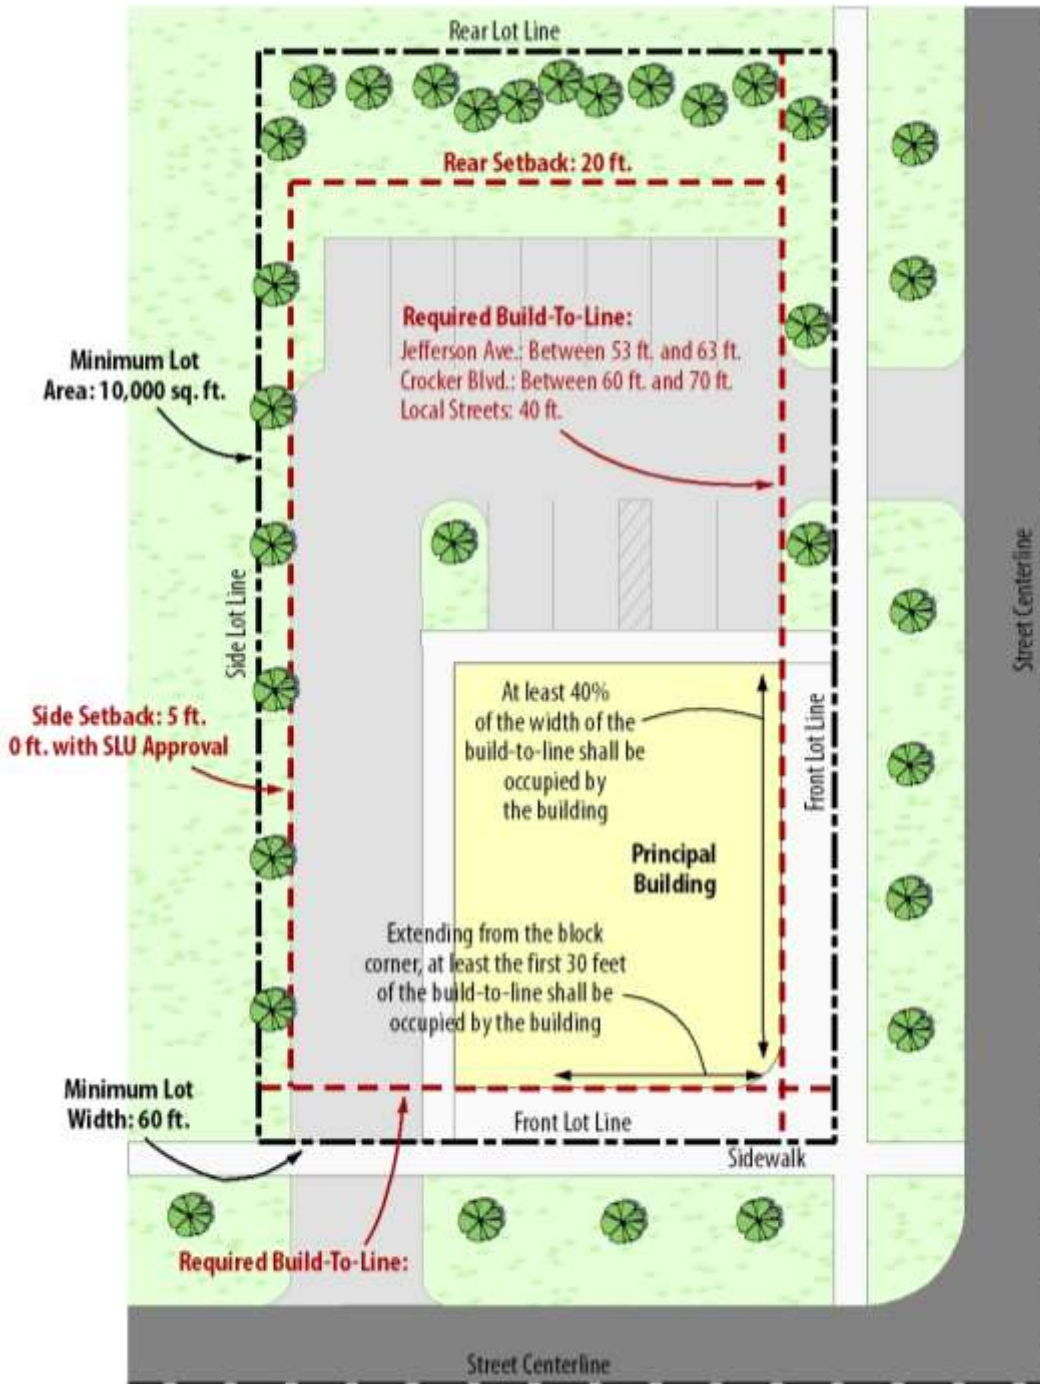 Rear Lot Line
Rear Setback: 20 ft.
Required Build-To-Line:
Jefferson Ave.: Between 53 ft. and 63 ft.
Crocker Blvd.: Between 60 ft. and 70 ft.
Local Streets: 40 ft.
Minimum Lot
Area: 10,000 sq. ft.
Side Lot Line
Street Centerline
Side Setback: 5 ft.
0 ft. with SLU Approval
At least 40%
of the width of the
build-to-line shall be
occupied by
the building
Front Lot Line
Principal
Building
Extending from the block
corner, at least the first 30 feet
of the build-to-line shall be
occupied by the building
Minimum Lot
Width: 60 ft.
Front Lot Line
Sidewalk
Required Build-To-Line:
Street Centerline